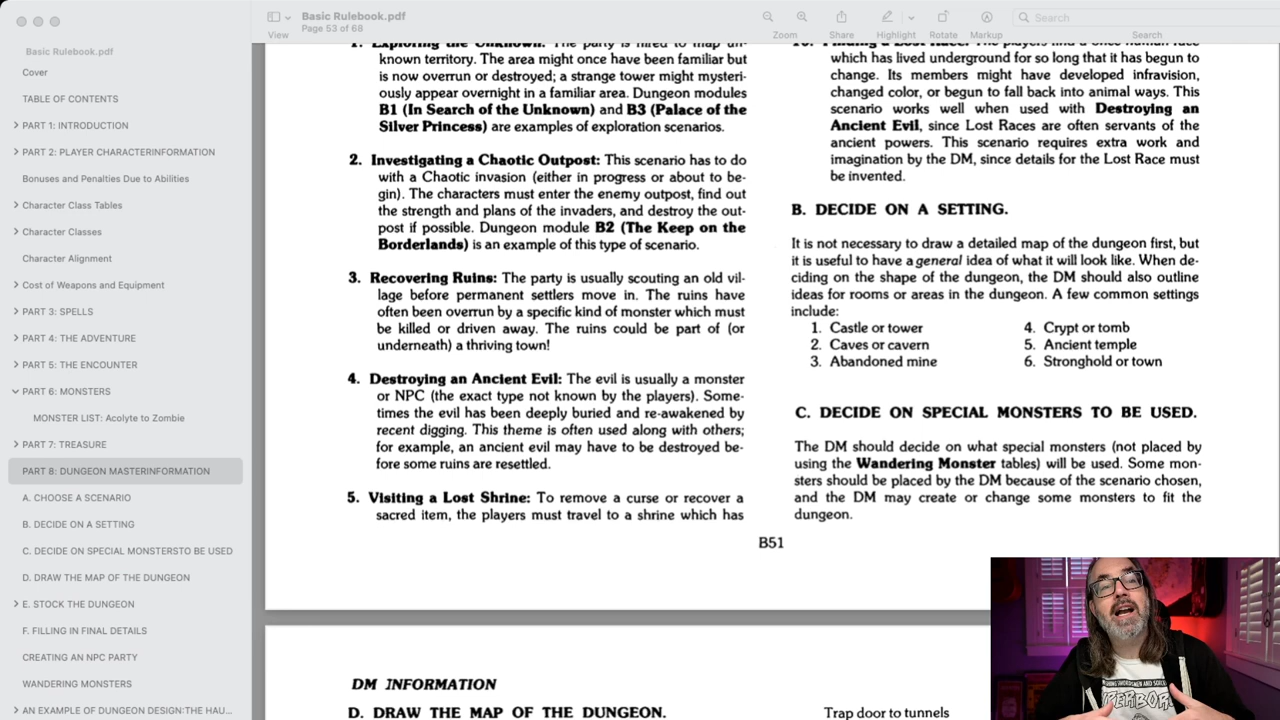 Basic Rulebook.pdf
Page 53 of 68
View
Zoom
Share
Highlight
Rotate
Markup
Search
Search
Basic Rulebook.pdf
Cover
TABLE OF CONTENTS
PART 1: INTRODUCTION
PART 2: PLAYER CHARACTERINFORMATION
Bonuses and Penalties Due to Abilities
Character Class Tables
Character Classes
Character Alignment
Cost of Weapons and Equipment
PART 3: SPELLS
PART 4: THE ADVENTURE
PART 5: THE ENCOUNTER
PART 6: MONSTERS
MONSTER LIST: Acolyte to Zombie
PART 7: TREASURE
PART 8: DUNGEON MASTERINFORMATION
A. CHOOSE A SCENARIO
B. DECIDE ON A SETTING
C. DECIDE ON SPECIAL MONSTERSTO BE USED
D. DRAW THE MAP OF THE DUNGEON
E. STOCK THE DUNGEON
F. FILLING IN FINAL DETAILS
CREATING AN NPC PARTY
WANDERING MONSTERS
AN EXAMPLE OF DUNGEON DESIGN:THE HAU...
1. Exploring the Unknown: The party is hired to map un-
known territory. The area might once have been familiar but
is now overrun or destroyed; a strange tower might mysteri-
ously appear overnight in a familiar area. Dungeon modules
B1 (In Search of the Unknown) and B3 (Palace of the
Silver Princess) are examples of exploration scenarios.
2. Investigating a Chaotic Outpost: This scenario has to do
with a Chaotic invasion (either in progress or about to be-
gin). The characters must enter the enemy outpost, find out
the strength and plans of the invaders, and destroy the out-
post if possible. Dungeon module B2 (The Keep on the
Borderlands) is an example of this type of scenario.
3. Recovering Ruins: The party is usually scouting an old vil-
lage before permanent settlers move in. The ruins have
often been overrun by a specific kind of monster which must
be killed or driven away. The ruins could be part of (or
underneath) a thriving town!
4. Destroying an Ancient Evil: The evil is usually a monster
or NPC (the exact type not known by the players). Some-
times the evil has been deeply buried and re-awakened by
recent digging. This theme is often used along with others;
for example, an ancient evil may have to be destroyed be-
fore some ruins are resettled.
5. Visiting a Lost Shrine: To remove a curse or recover a
sacred item, the players must travel to a shrine which has
10. Finding a Lost Race: The players find a once human race
which has lived underground for so long that it has begun to
change. Its members might have developed infravision,
changed color, or begun to fall back into animal ways. This
scenario works well when used with Destroying an
Ancient Evil, since Lost Races are often servants of the
ancient powers. This scenario requires extra work and
imagination by the DM, since details for the Lost Race must
be invented.
B. DECIDE ON A SETTING.
It is not necessary to draw a detailed map of the dungeon first, but
it is useful to have a general idea of what it will look like. When de-
ciding on the shape of the dungeon, the DM should also outline
ideas for rooms or areas in the dungeon. A few common settings
include:
1. Castle or tower
2. Caves or cavern
3. Abandoned mine
4. Crypt or tomb
5. Ancient temple
6. Stronghold or town
C. DECIDE ON SPECIAL MONSTERS TO BE USED.
The DM should decide on what special monsters (not placed by
using the Wandering Monster tables) will be used. Some mon-
sters should be placed by the DM because of the scenario chosen,
and the DM may create or change some monsters to fit the
dungeon.
B51
DM INFORMATION
D. DRAW THE MAP OF THE DUNGEON.
Trap door to tunnels